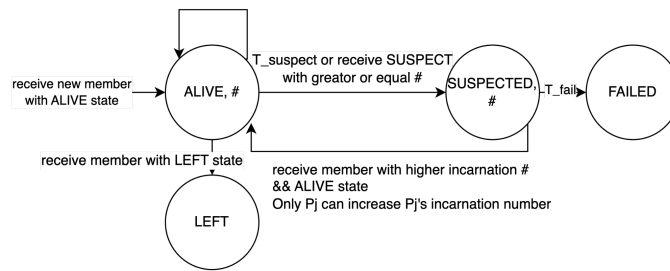 T_suspect or receive SUSPECT
with greator or equal #
receive new member
with ALIVE state
ALIVE, #
SUSPECTED,
#
T_fail
FAILED
receive member with LEFT state
receive member with higher incarnation #
&& ALIVE state
Only Pj can increase Pj's incarnation number
LEFT